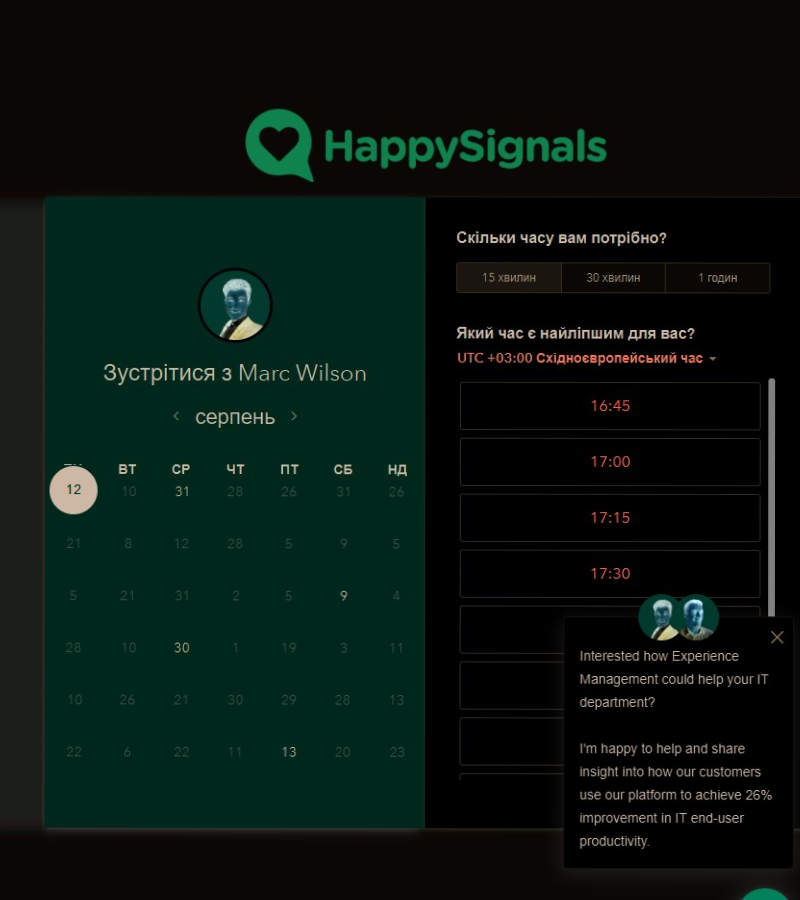 HappySignals
Зустрітися з Marc Wilson
серпень
ВТ СР ЧТ ПТ СБ НД
12 10 31 28 26 31 26
21 8 12 28 5 9 5
5 21 31 2 5 9 4
28 10 30 1 19 3 11
10 26 21 30 29 28 13
22 6 22 11 13 20 23
Скільки часу вам потрібно?
15 хвилин 30 хвилин 1 годин
Який час є найліпшим для вас?
UTC +03:00 Східноєвропейський час
16:45
17:00
17:15
17:30
Interested how Experience
Management could help your IT
department?
I'm happy to help and share
insight into how our customers
use our platform to achieve 26%
improvement in IT end-user
productivity.